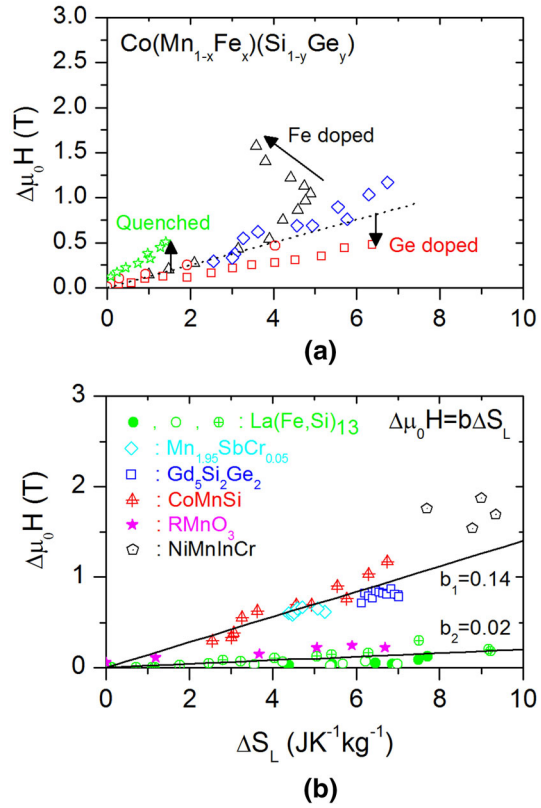 3.0
2.5
2.0
1.5
1.0
0.5
0.0
Δμ₀H (T)
Co(Mn₁₋ₓFeₓ)(Si₁₋yGey)
Fe doped
Quenched
Ge doped
0 2 4 6 8 10
(a)
3
2
1
0
Δμ₀H (T)
, , : La(Fe,Si)₁₃
: Mn₁.₉₅SbCr₀.₀₅
: Gd₅Si₂Ge₂
: CoMnSi
: RMnO₃
: NiMnInCr
Δμ₀H=bΔS_L
b₁=0.14
b₂=0.02
0 2 4 6 8 10
ΔS_L (JK⁻¹kg⁻¹)
(b)